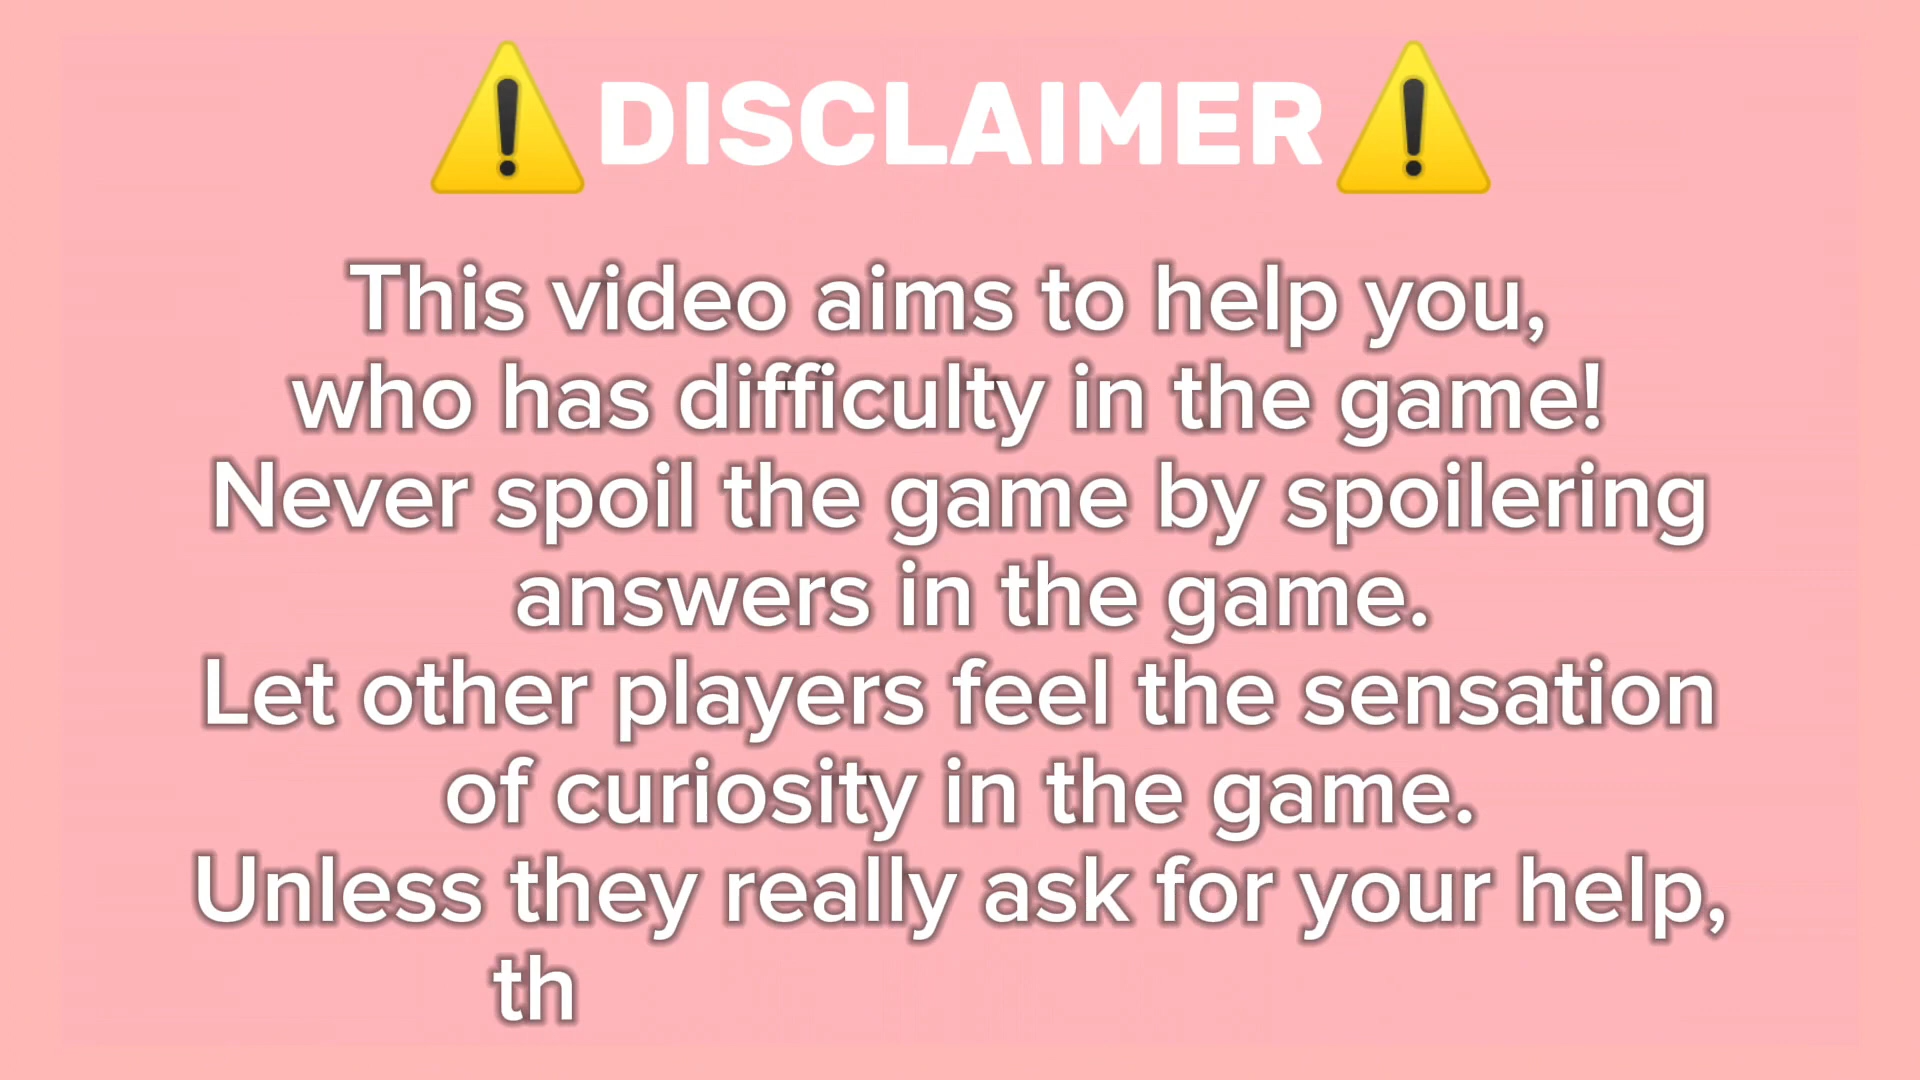 ⚠️DISCLAIMER⚠️
This video aims to help you,
who has difficulty in the game!
Never spoil the game by spoilering
answers in the game.
Let other players feel the sensation
of curiosity in the game.
Unless they really ask for your help,
th